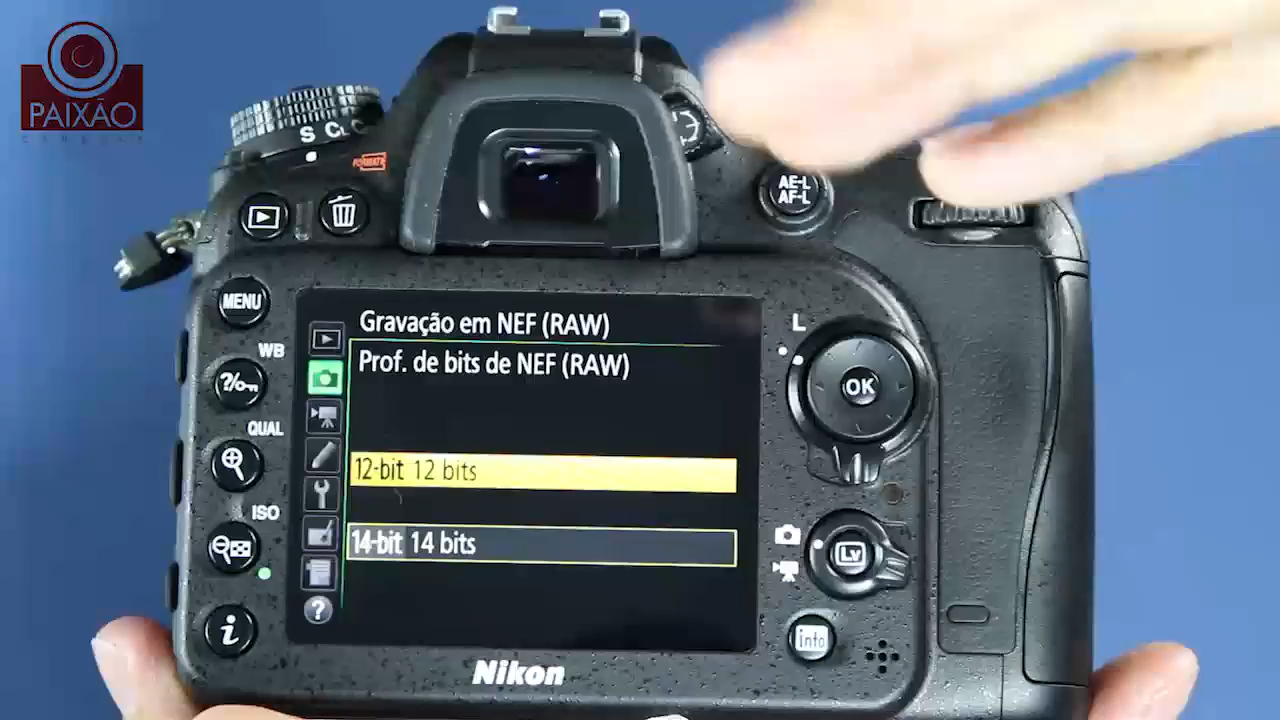 PAIXÃO
S CL C
FORMAT
AE-L
AF-L
MENU
WB
?
QUAL
ISO
i
Gravação em NEF (RAW)
Prof. de bits de NEF (RAW)
12-bit 12 bits
14-bit 14 bits
?
L
OK
Lv
info
Nikon